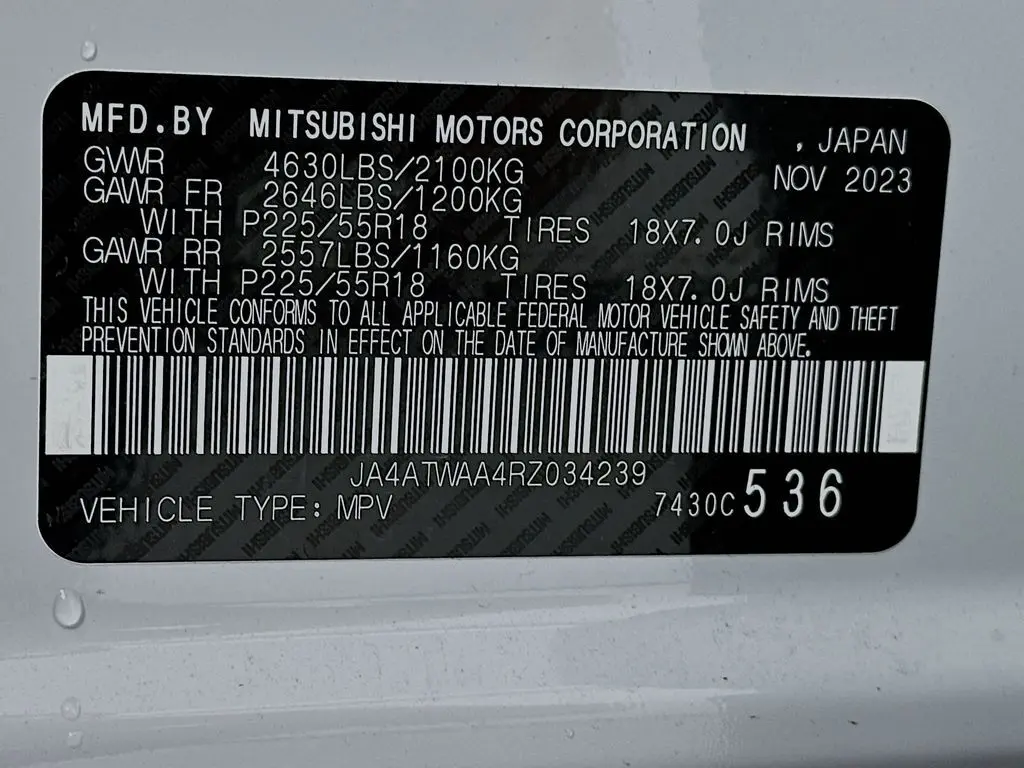 MFD.BY MITSUBISHI MOTORS CORPORATION , JAPAN
GVWR 4630LBS/2100KG NOV 2023
GAWR FR 2646LBS/1200KG
WITH P225/55R18 TIRES 18X7.0J RIMS
GAWR RR 2557LBS/1160KG
WITH P225/55R18 TIRES 18X7.0J RIMS
THIS VEHICLE CONFORMS TO ALL APPLICABLE FEDERAL MOTOR VEHICLE SAFETY AND THEFT
PREVENTION STANDARDS IN EFFECT ON THE DATE OF MANUFACTURE SHOWN ABOVE.
JA4ATWAA4RZ034239
VEHICLE TYPE: MPV 7430C 536